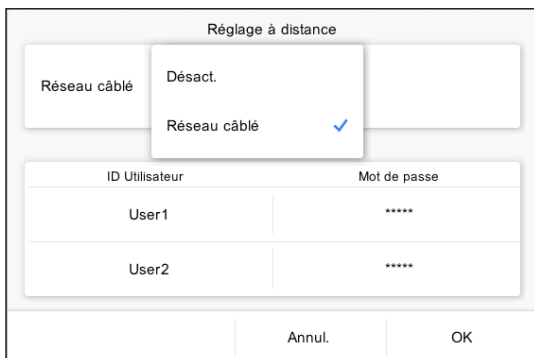 Réglage à distance
Réseau câblé
Désact.
Réseau câblé
ID Utilisateur Mot de passe
User1 *****
User2 *****
Annul. OK